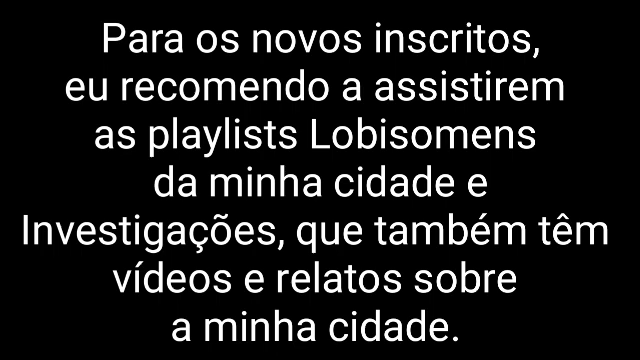 Para os novos inscritos,
eu recomendo a assistirem
as playlists Lobisomens
da minha cidade e
Investigações, que também têm
vídeos e relatos sobre
a minha cidade.